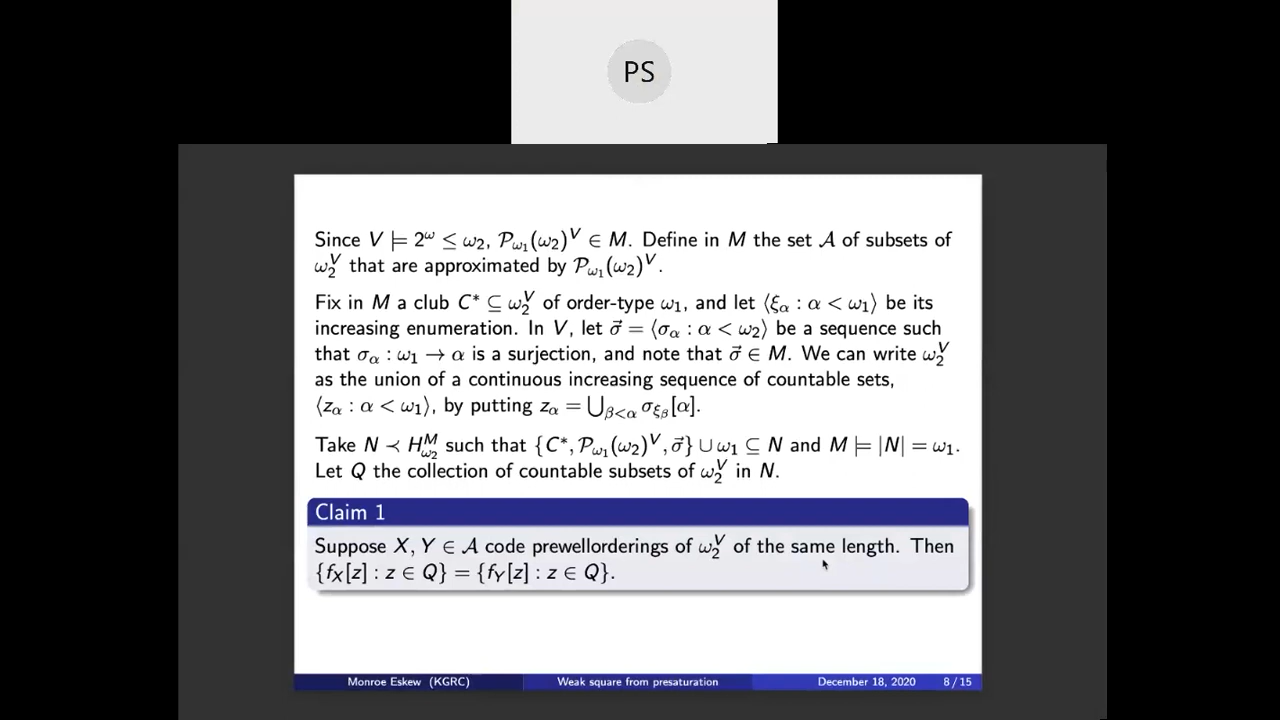 PS
Since V ⊨ 2^ω ≤ ω₂, 𝒫_{ω₁}(ω₂)^V ∈ M. Define in M the set 𝒜 of subsets of
ω₂^V that are approximated by 𝒫_{ω₁}(ω₂)^V.
Fix in M a club C* ⊆ ω₂^V of order-type ω₁, and let ⟨ξ_α : α < ω₁⟩ be its
increasing enumeration. In V, let σ⃗ = ⟨σ_α : α < ω₂⟩ be a sequence such
that σ_α : ω₁ → α is a surjection, and note that σ⃗ ∈ M. We can write ω₂^V
as the union of a continuous increasing sequence of countable sets,
⟨z_α : α < ω₁⟩, by putting z_α = ⋃_{β<α} σ_{ξ_β}[α].
Take N ≺ H_{ω₂}^M such that {C*, 𝒫_{ω₁}(ω₂)^V, σ⃗} ∪ ω₁ ⊆ N and M ⊨ |N| = ω₁.
Let Q the collection of countable subsets of ω₂^V in N.
Claim 1
Suppose X, Y ∈ 𝒜 code prewellorderings of ω₂^V of the same length. Then
{f_X[z] : z ∈ Q} = {f_Y[z] : z ∈ Q}.
Monroe Eskew (KGRC) Weak square from presaturation December 18, 2020 8 / 15